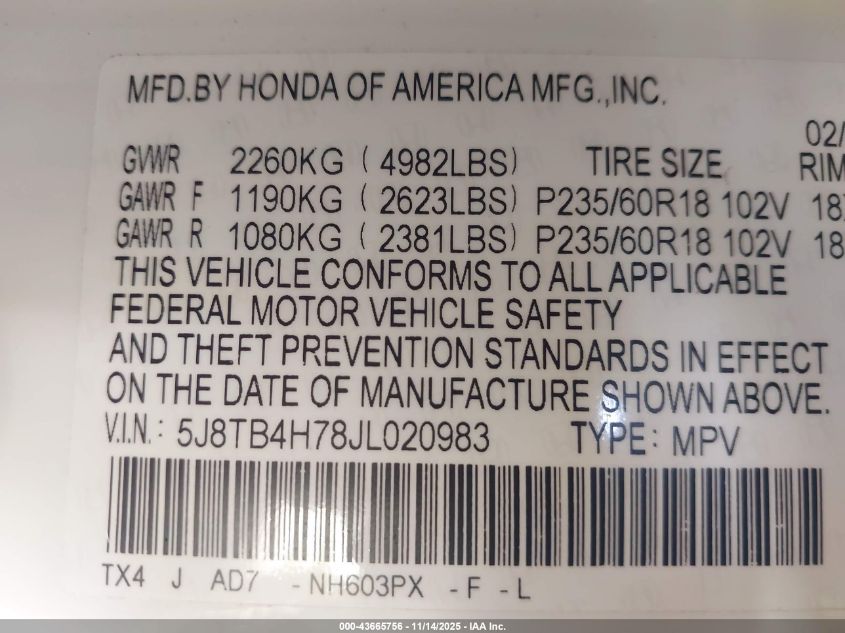 MFD.BY HONDA OF AMERICA MFG.,INC.
02/
GVWR 2260KG ( 4982LBS) TIRE SIZE RIM
GAWR F 1190KG ( 2623LBS) P235/60R18 102V 18X
GAWR R 1080KG ( 2381LBS) P235/60R18 102V 18
THIS VEHICLE CONFORMS TO ALL APPLICABLE
FEDERAL MOTOR VEHICLE SAFETY
AND THEFT PREVENTION STANDARDS IN EFFECT
ON THE DATE OF MANUFACTURE SHOWN ABOVE.
V.I.N.: 5J8TB4H78JL020983 TYPE: MPV
TX4 J AD7 -NH603PX -F -L
000-43665756 - 11/14/2025 - IAA Inc.